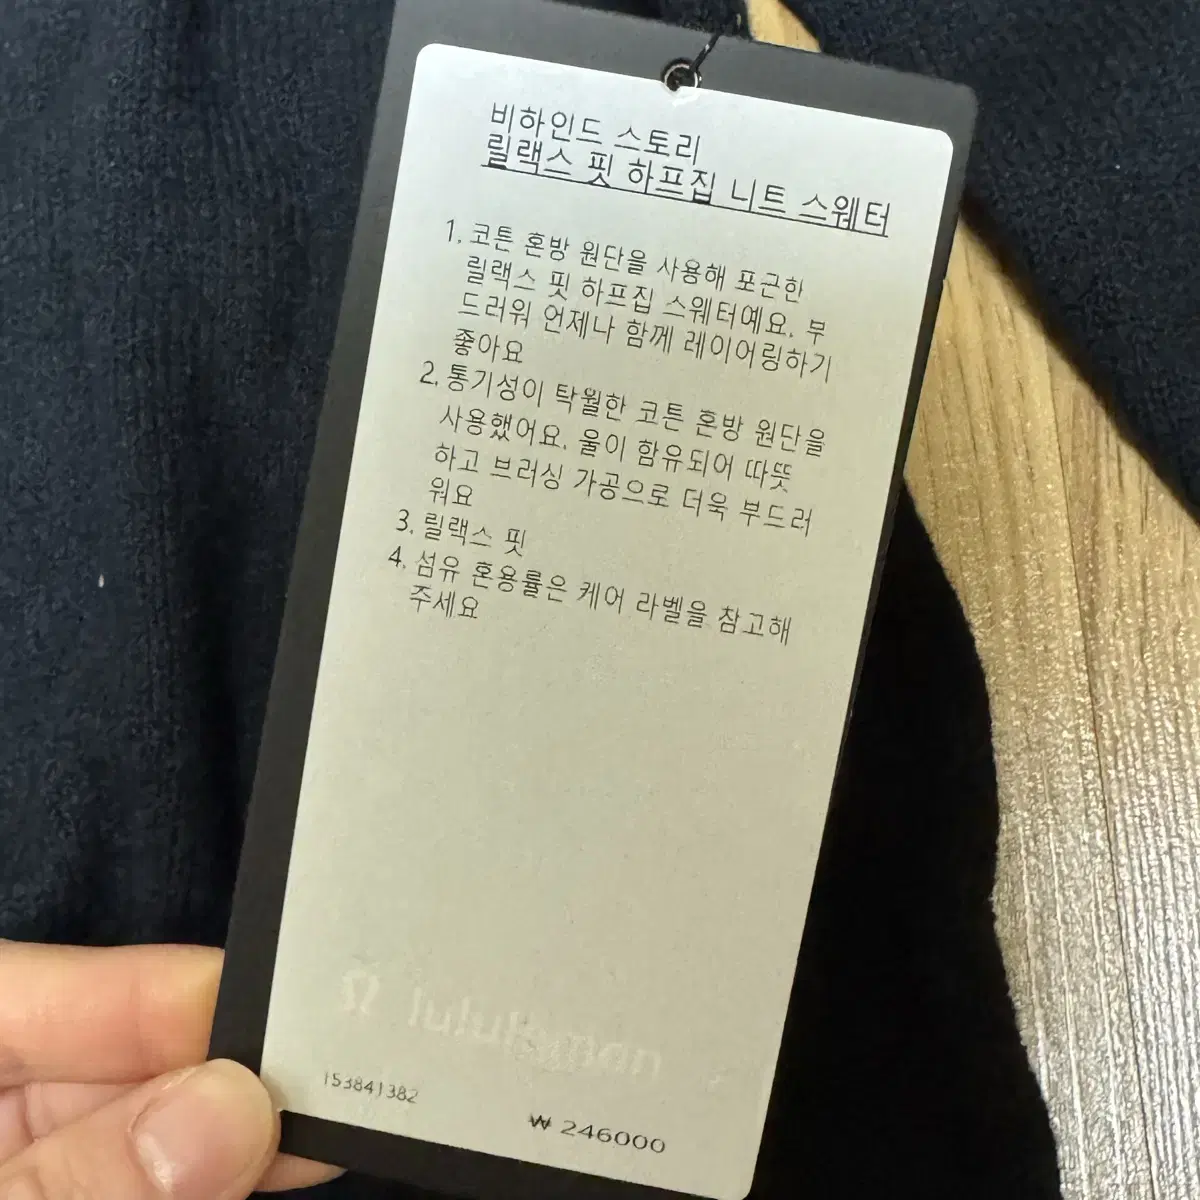 비하인드 스토리
릴랙스 핏 하프집 니트 스웨터
1. 코튼 혼방 원단을 사용해 포근한
릴랙스 핏 하프집 스웨터예요. 부
드러워 언제나 함께 레이어링하기
좋아요
2. 통기성이 탁월한 코튼 혼방 원단을
사용했어요. 울이 함유되어 따뜻
하고 브러싱 가공으로 더욱 부드러
워요
3. 릴랙스 핏
4. 섬유 혼용률은 케어 라벨을 참고해
주세요
lululemon
153841382
₩ 246000